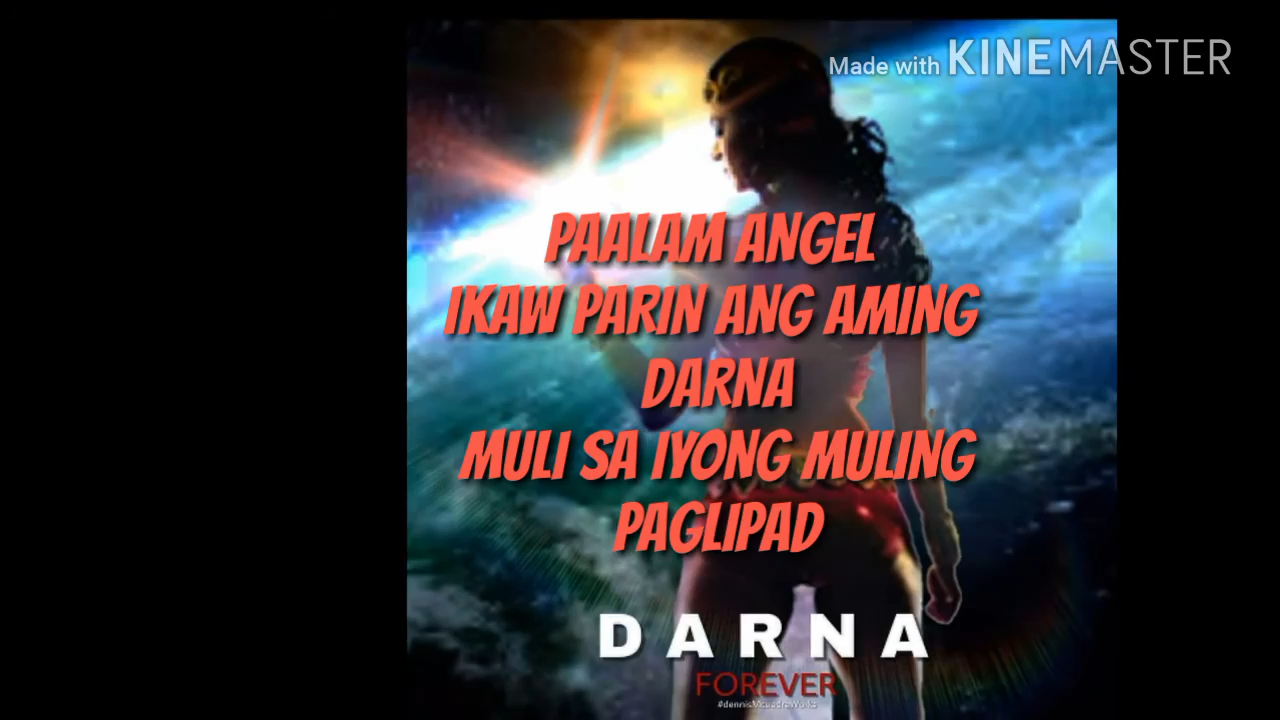 Made with KINEMASTER
PAALAM ANGEL
IKAW PARIN ANG AMING
DARNA
MULI SA IYONG MULING
PAGLIPAD
DARNA
FOREVER